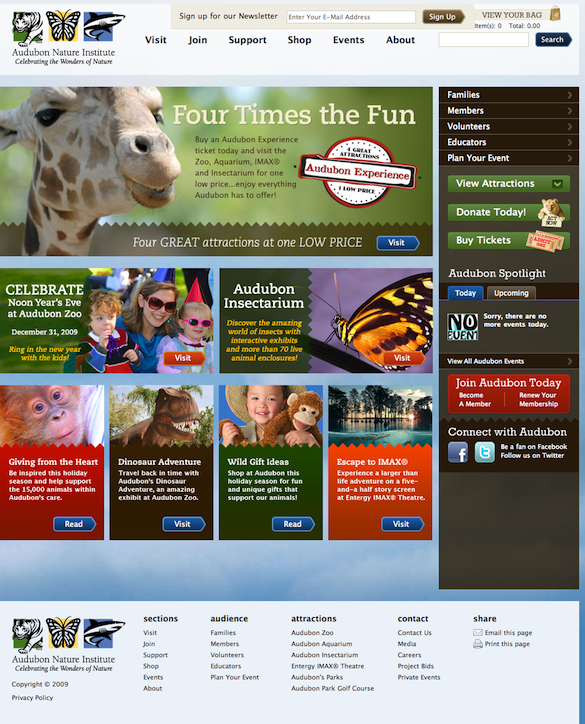 Sign up for our Newsletter
Enter Your E-Mail Address
Sign Up
VIEW YOUR BAG
Item(s): 0 Total: 0.00
Audubon Nature Institute
Celebrating the Wonders of Nature
Visit
Join
Support
Shop
Events
About
Search
Four Times the Fun
Buy an Audubon Experience
ticket today and visit the
Zoo, Aquarium, IMAX®
and Insectarium for one
low price...enjoy everything
Audubon has to offer!
4 GREAT
ATTRACTIONS
Audubon Experience
1 LOW PRICE
Four GREAT attractions at one LOW PRICE
Visit
Families
Members
Volunteers
Educators
Plan Your Event
View Attractions
Donate Today!
ACT
NOW
Buy Tickets
ADMIT
ONE
Audubon Spotlight
Today
Upcoming
NO
EVENT
Sorry, there are no
more events today.
View All Audubon Events
Join Audubon Today
Become
A Member
Renew Your
Membership
Connect with Audubon
f
t
Be a fan on Facebook
Follow us on Twitter
CELEBRATE
Noon Year's Eve
at Audubon Zoo
December 31, 2009
Ring in the new year
with the kids!
Visit
Audubon
Insectarium
Discover the amazing
world of insects with
interactive exhibits
and more than 70 live
animal enclosures!
Visit
Giving from the Heart
Be inspired this holiday
season and help support
the 15,000 animals within
Audubon's care.
Read
Dinosaur Adventure
Travel back in time with
Audubon's Dinosaur
Adventure, an amazing
exhibit at Audubon Zoo.
Visit
Wild Gift Ideas
Shop at Audubon this
holiday season for fun
and unique gifts that
support our animals!
Read
Escape to IMAX®
Experience a larger than
life adventure on a five-
and-a half story screen
at Entergy IMAX® Theatre.
Visit
Audubon Nature Institute
Celebrating the Wonders of Nature
Copyright © 2009
Privacy Policy
sections
Visit
Join
Support
Shop
Events
About
audience
Families
Members
Volunteers
Educators
Plan Your Event
attractions
Audubon Zoo
Audubon Aquarium
Audubon Insectarium
Entergy IMAX® Theatre
Audubon's Parks
Audubon Park Golf Course
contact
Contact Us
Media
Careers
Project Bids
Private Events
share
Email this page
Print this page